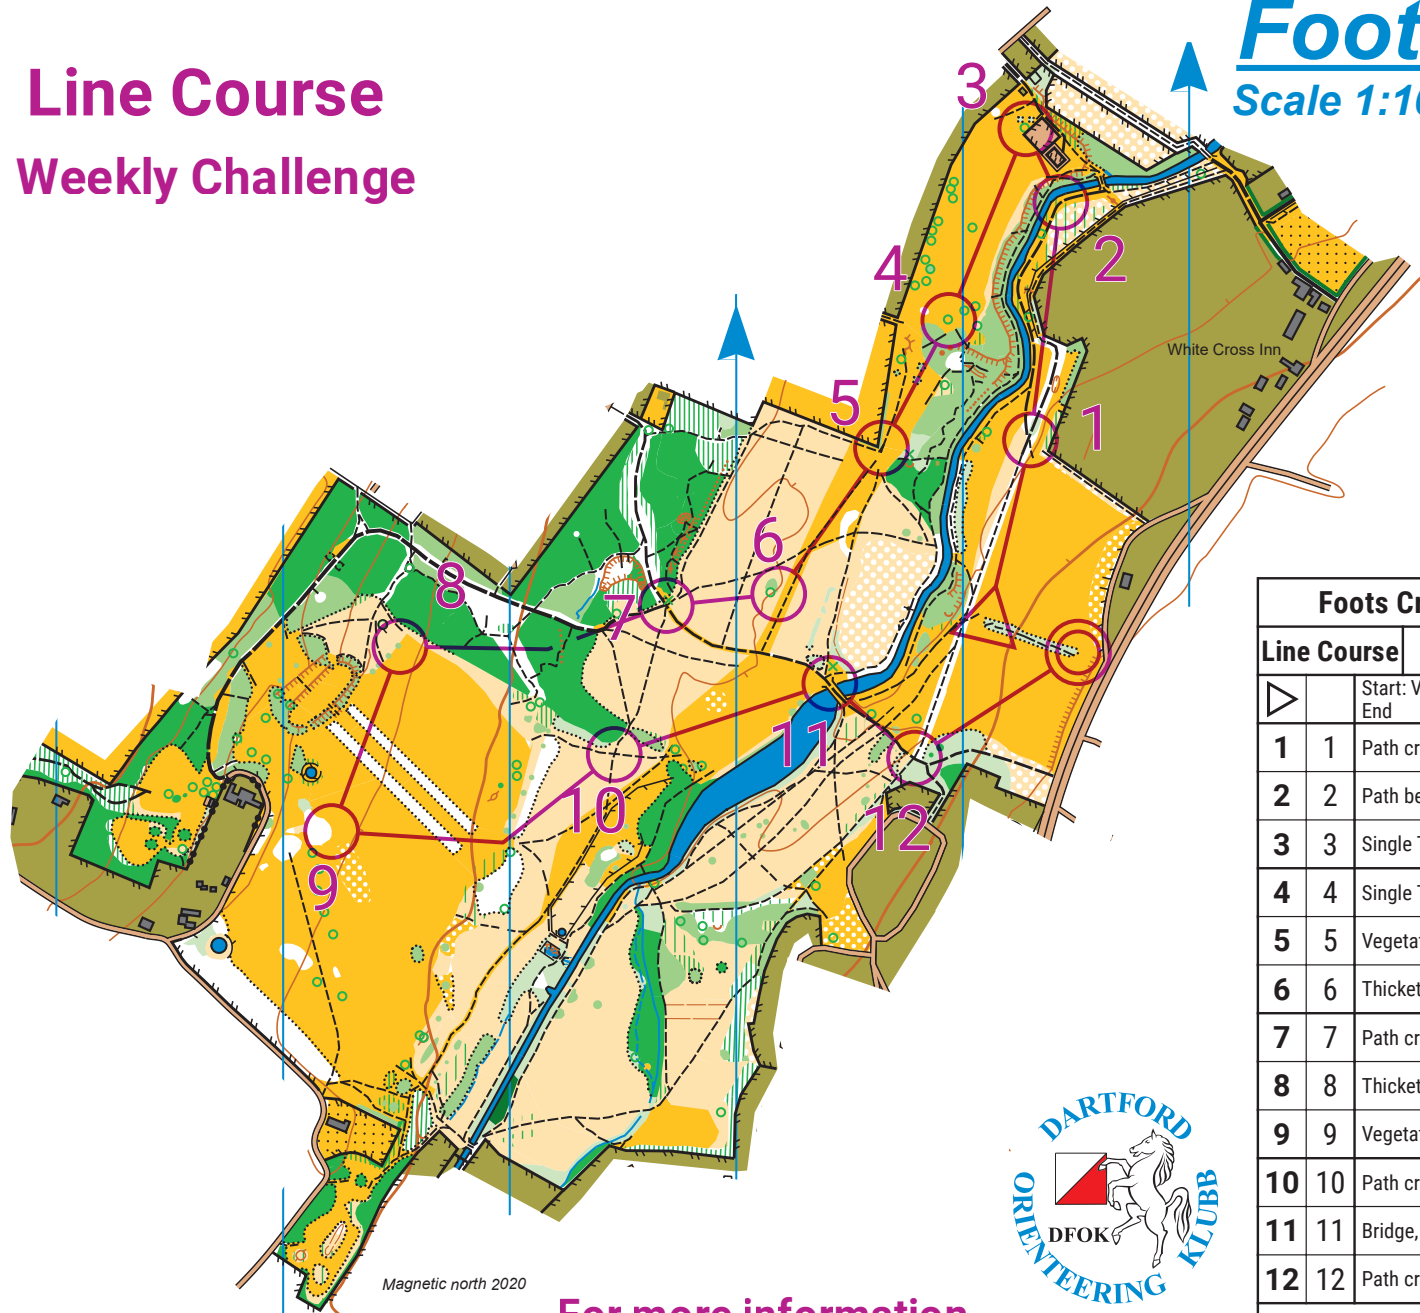 Line Course
Weekly Challenge
Foot
Scale 1:1
3
2
4
White Cross Inn
5
1
6
8
7
11
10
12
9
Foots Cr
Line Course
Start: V
End
1 1 Path cr
2 2 Path be
3 3 Single T
4 4 Single T
5 5 Vegeta
6 6 Thicket
7 7 Path cr
8 8 Thicket
9 9 Vegeta
10 10 Path cr
11 11 Bridge,
12 12 Path cr
DARTFORD
ORIENTEERING
KLUBB
DFOK
Magnetic north 2020
For more information